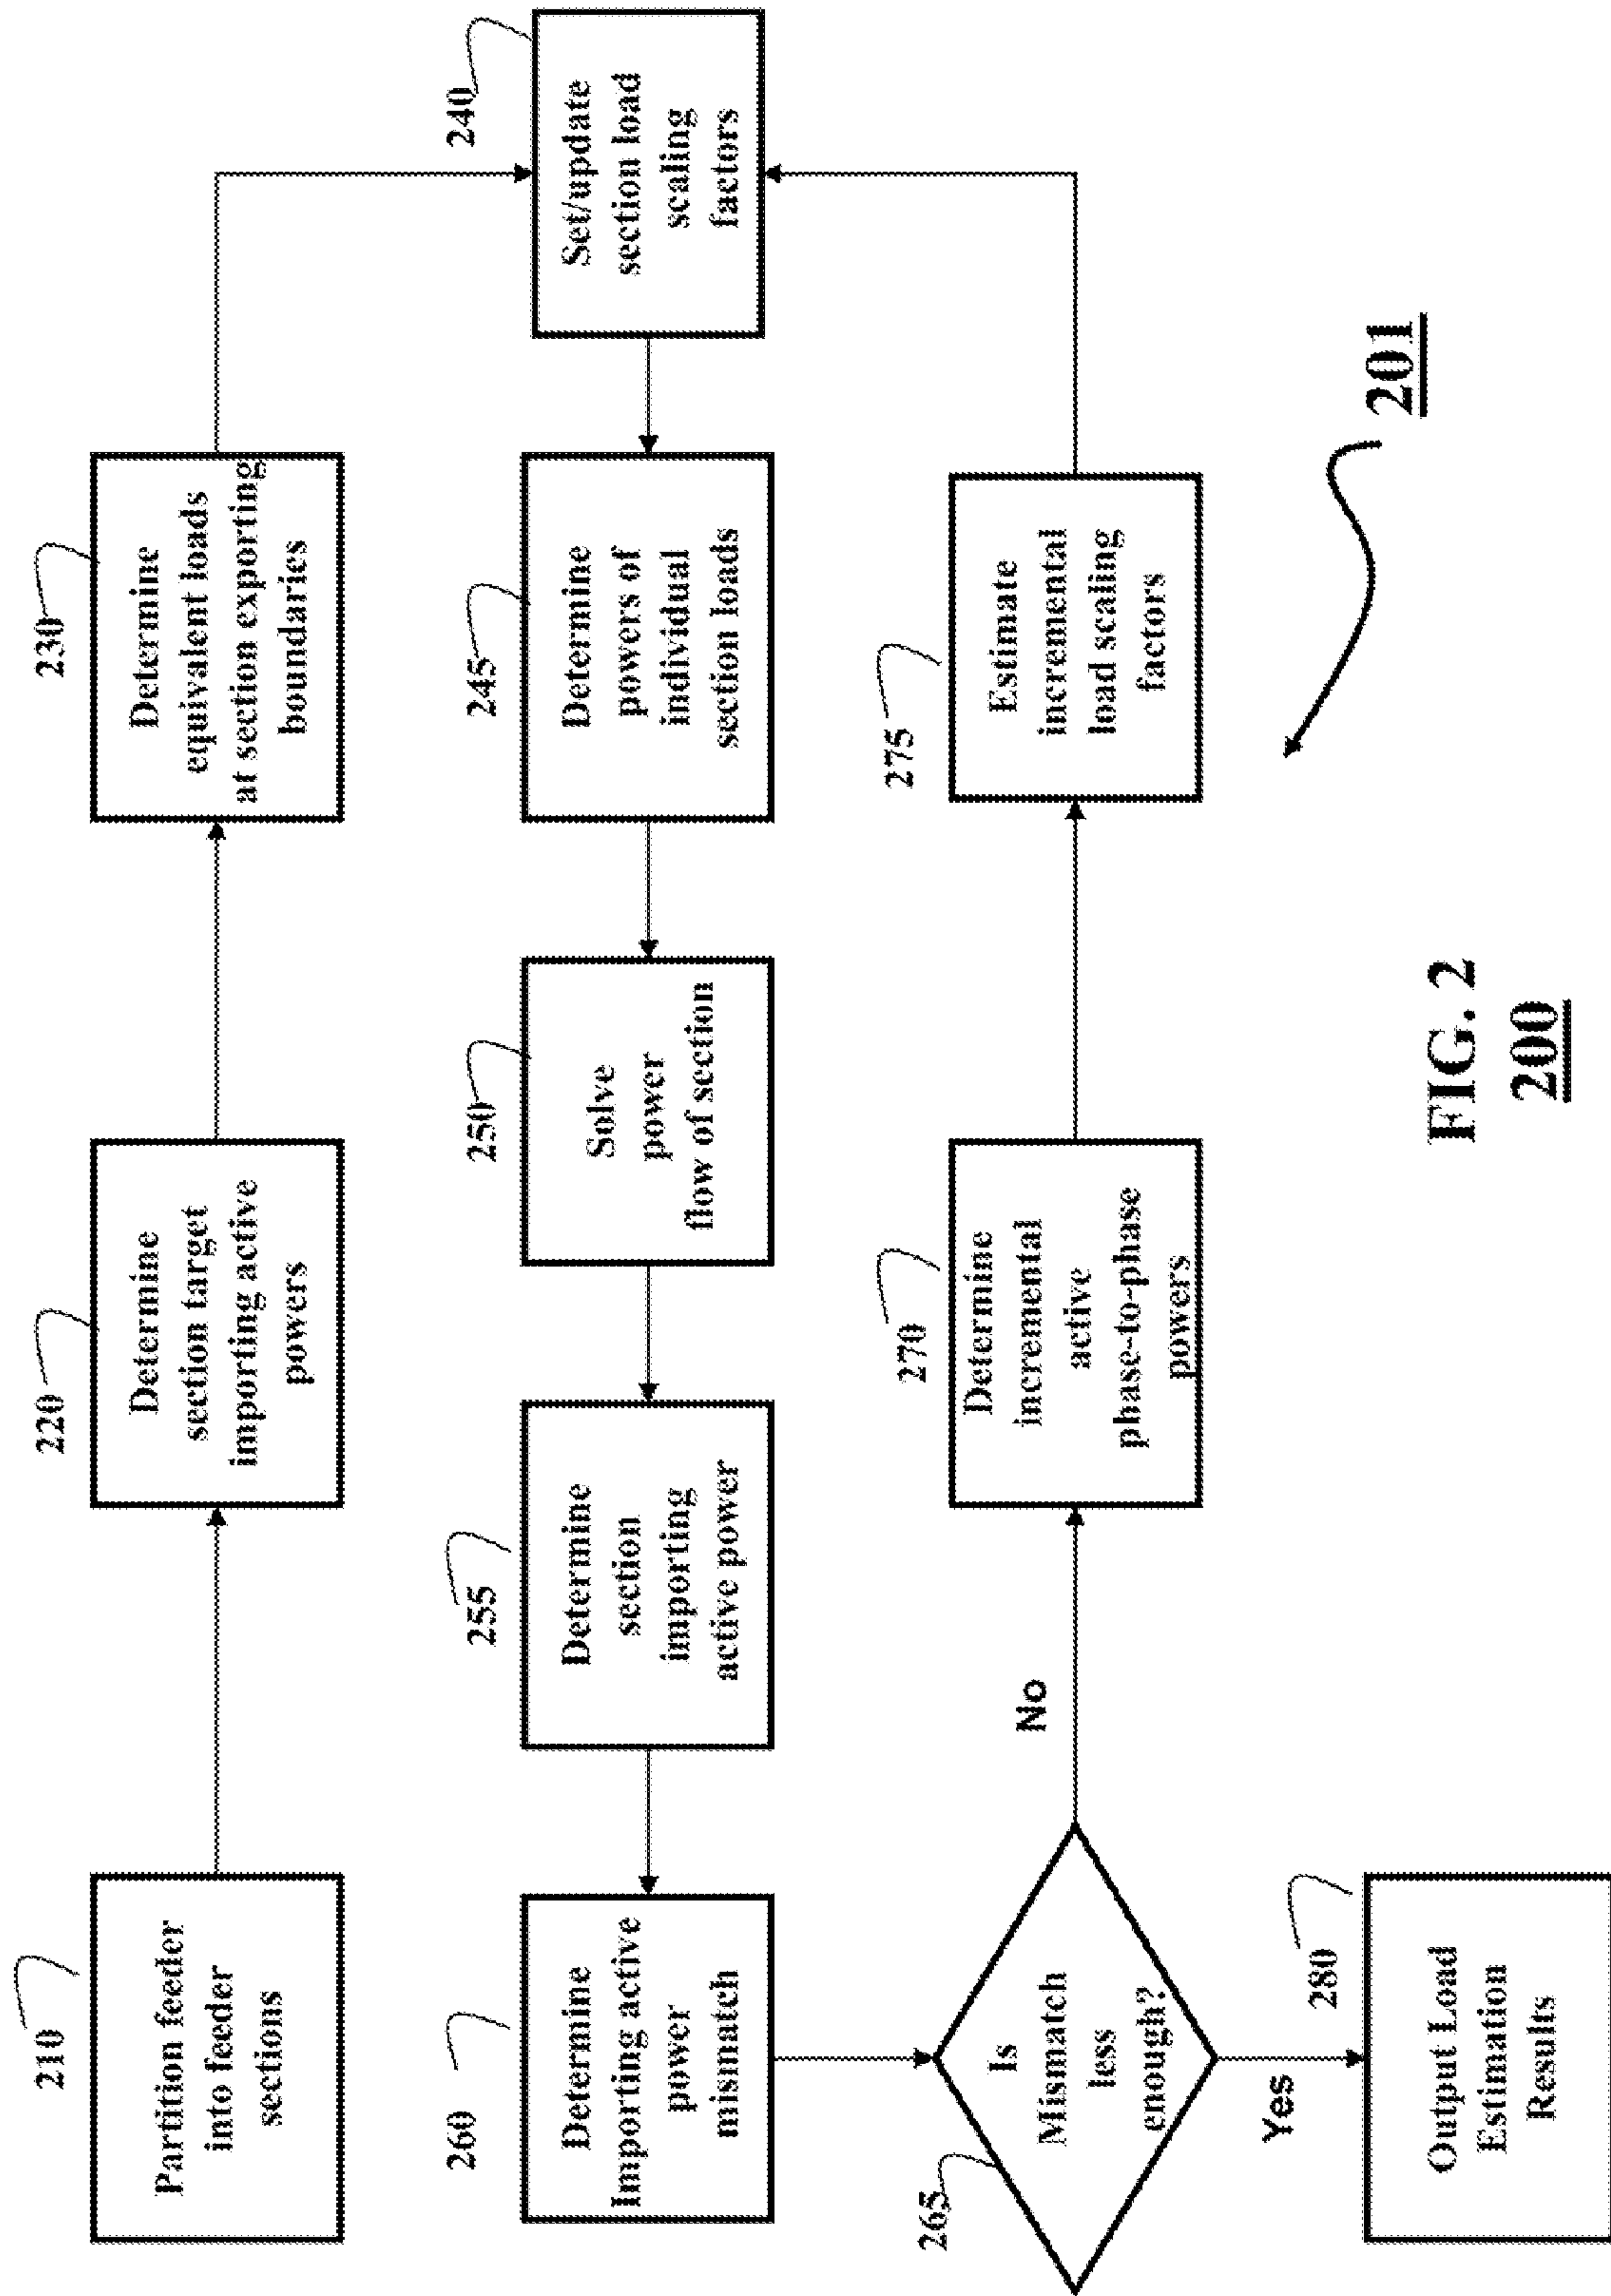 210
Partition feeder
into feeder
sections
220
Determine
section target
importing active
powers
230
Determine
equivalent loads
at section exporting
boundaries
240
Set/update
section load
scaling
factors
245
Determine
powers of
individual
section loads
250
Solve
power
flow of section
255
Determine
section
importing
active power
260
Determine
Importing active
power
mismatch
265
Is
Mismatch
less
enough?
No
Yes
270
Determine
incremental
active
phase-to-phase
powers
275
Estimate
incremental
load scaling
factors
280
Output Load
Estimation
Results
201
FIG. 2
200